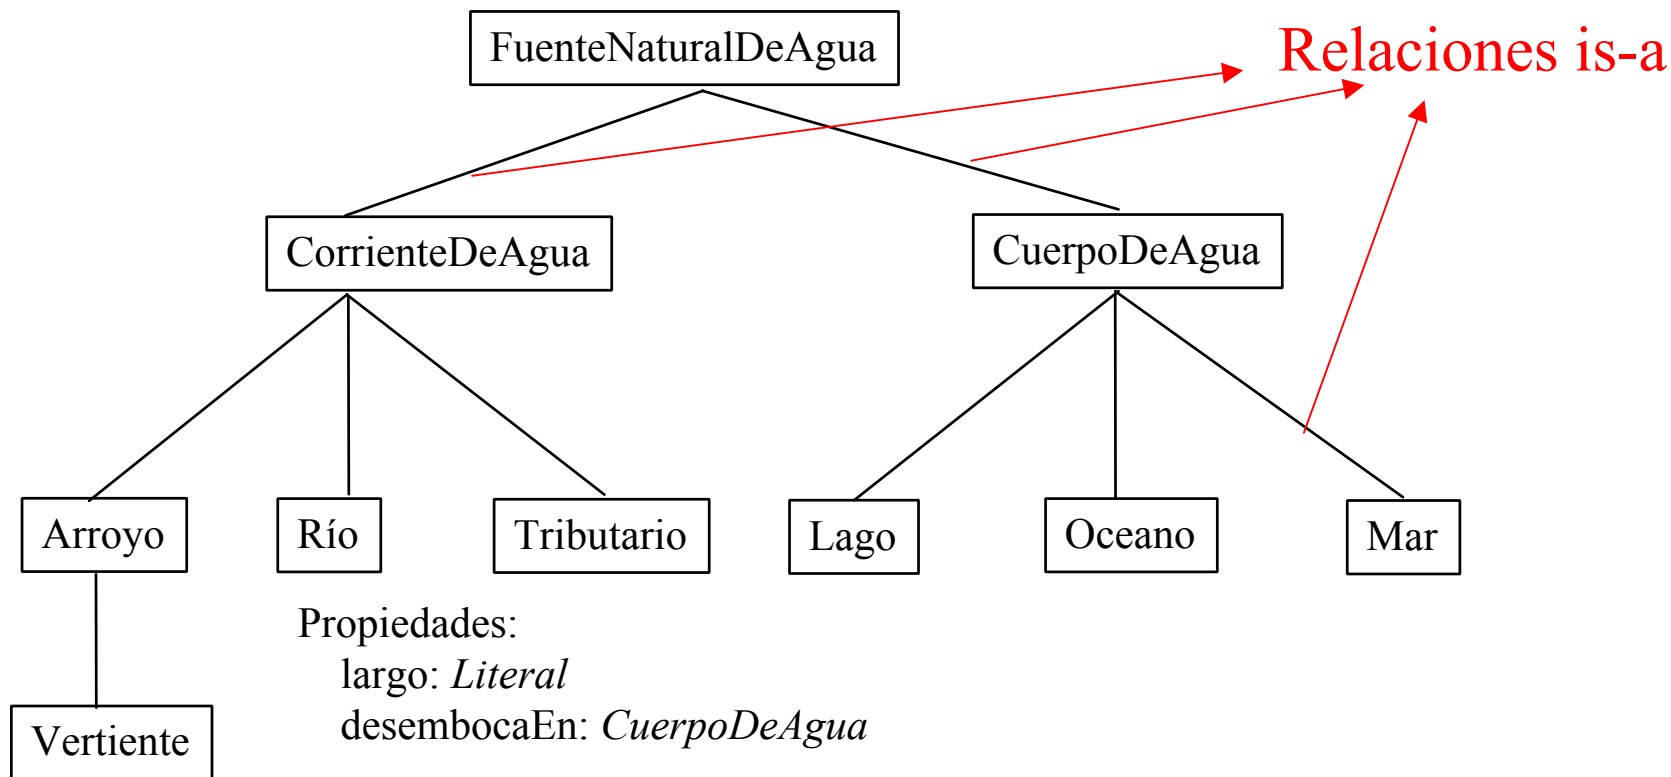 FuenteNaturalDeAgua
Relaciones is-a
CorrienteDeAgua
CuerpoDeAgua
Arroyo
Río
Tributario
Lago
Oceano
Mar
Propiedades:
largo: Literal
desembocaEn: CuerpoDeAgua
Vertiente